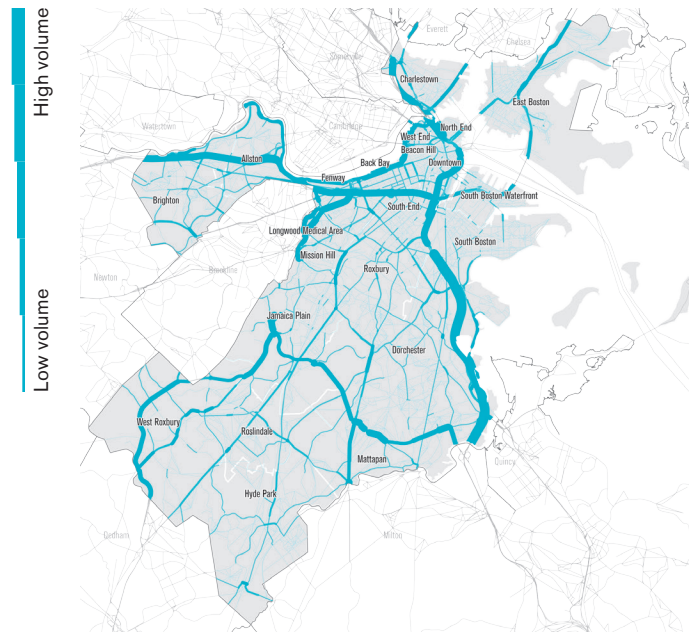 High volume
Low volume
Everett
Chelsea
Somerville
Charlestown
East Boston
Watertown
Cambridge
North End
West End
Beacon Hill
Allston
Back Bay
Downtown
Fenway
Brighton
South Boston Waterfront
South End
Longwood Medical Area
South Boston
Mission Hill
Roxbury
Newton
Brookline
Jamaica Plain
Dorchester
West Roxbury
Roslindale
Mattapan
Quincy
Hyde Park
Dedham
Milton